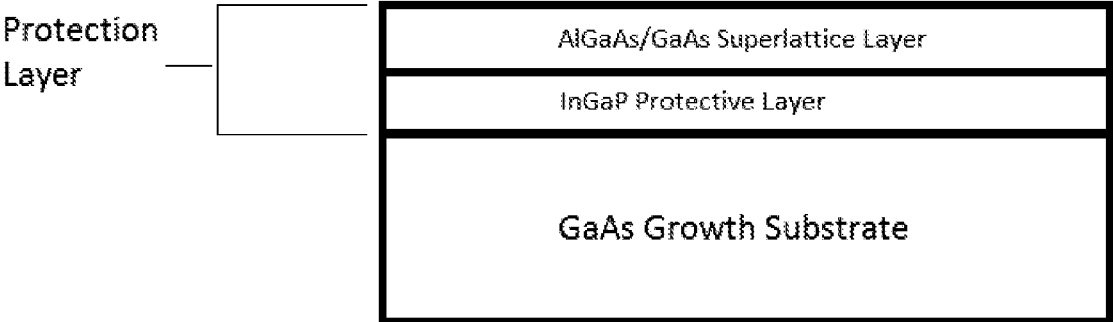 Protection
Layer
AlGaAs/GaAs Superlattice Layer
InGaP Protective Layer
GaAs Growth Substrate